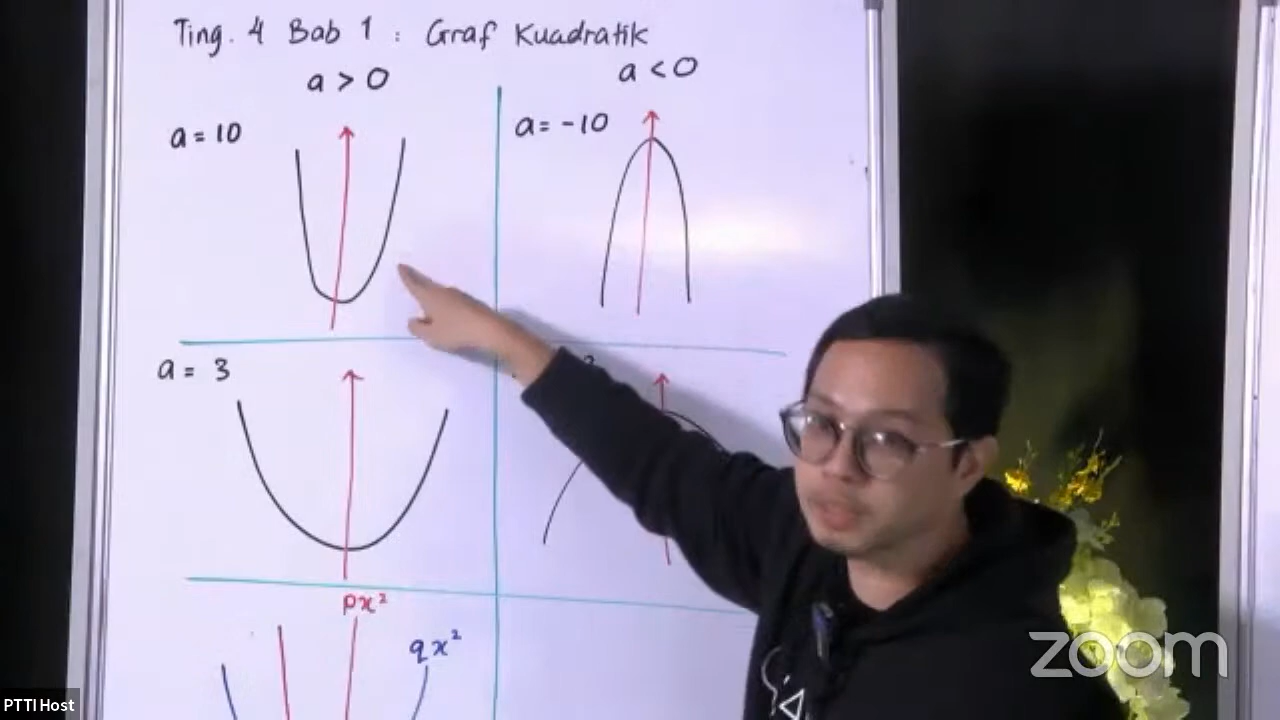 Ting. 4 Bab 1 : Graf Kuadratik
a > 0
a < 0
a = 10
a = -10
a = 3
px²
qx²
PTTI Host
zoom